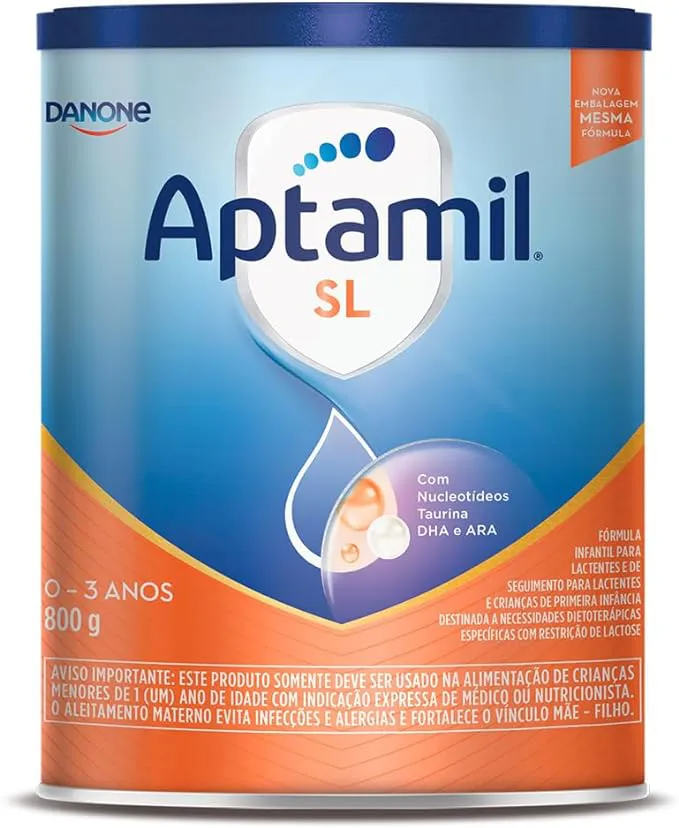 DANONE
NOVA
EMBALAGEM
MESMA
FÓRMULA
Aptamil®
SL
Com
Nucleotídeos
Taurina
DHA e ARA
FÓRMULA
INFANTIL PARA
LACTENTES E DE
SEGUIMENTO PARA LACTENTES
E CRIANÇAS DE PRIMEIRA INFÂNCIA
DESTINADA A NECESSIDADES DIETOTERÁPICAS
ESPECÍFICAS COM RESTRIÇÃO DE LACTOSE
0 – 3 ANOS
800 g
AVISO IMPORTANTE: ESTE PRODUTO SOMENTE DEVE SER USADO NA ALIMENTAÇÃO DE CRIANÇAS
MENORES DE 1 (UM) ANO DE IDADE COM INDICAÇÃO EXPRESSA DE MÉDICO OU NUTRICIONISTA.
O ALEITAMENTO MATERNO EVITA INFECÇÕES E ALERGIAS E FORTALECE O VÍNCULO MÃE – FILHO.